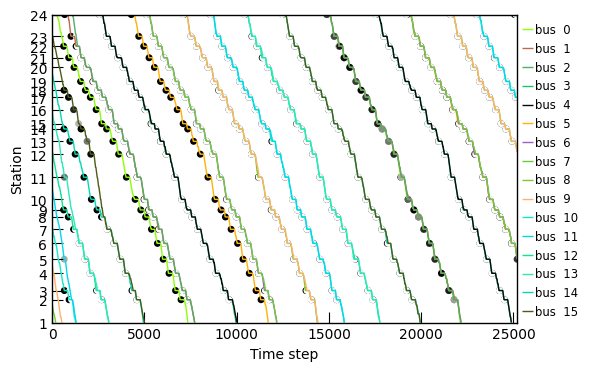 24
23
22
21
20
19
18
17
16
15
14
13
12
11
10
9
8
7
6
5
4
3
2
1
Station
0
5000
10000
15000
20000
25000
Time step
bus 0
bus 1
bus 2
bus 3
bus 4
bus 5
bus 6
bus 7
bus 8
bus 9
bus 10
bus 11
bus 12
bus 13
bus 14
bus 15